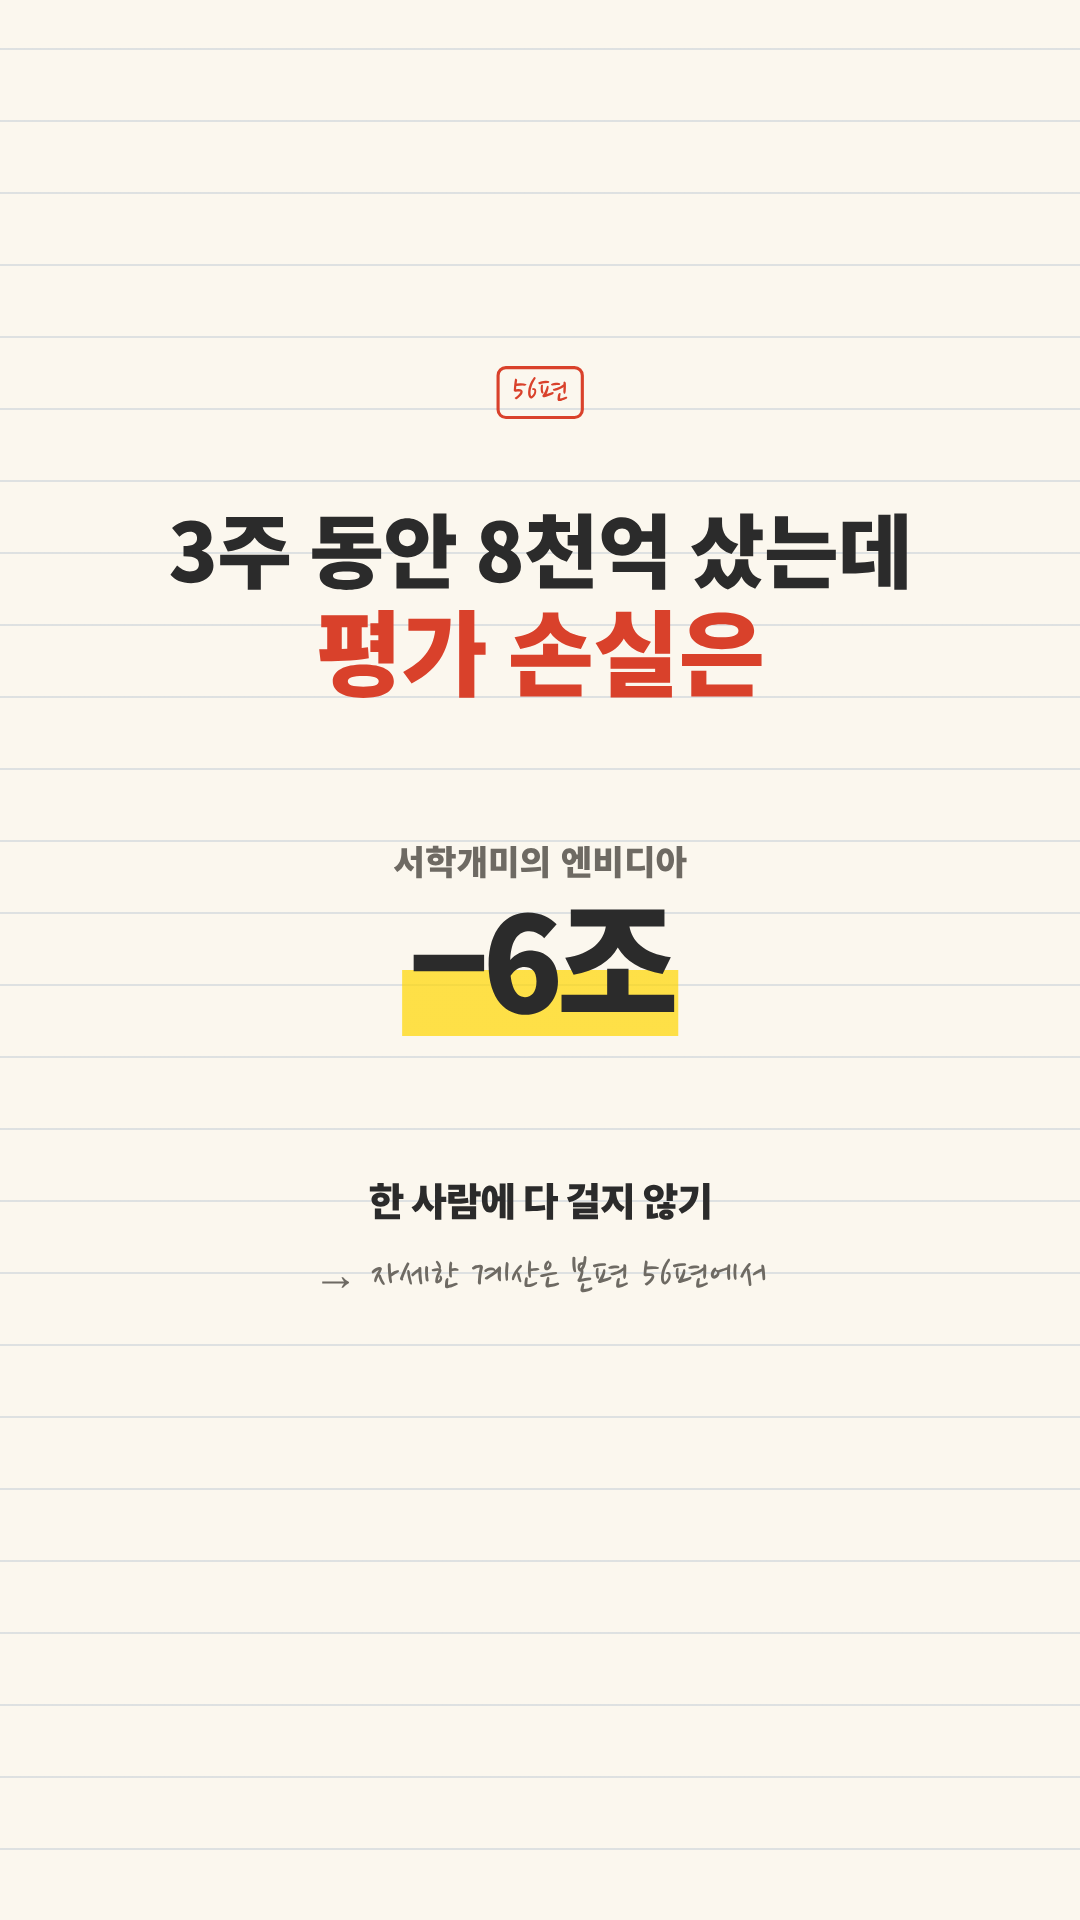 56편
3주 동안 8천억 샀는데
평가 손실은
서학개미의 엔비디아
−6조
한 사람에 다 걸지 않기
→ 자세한 계산은 본편 56편에서